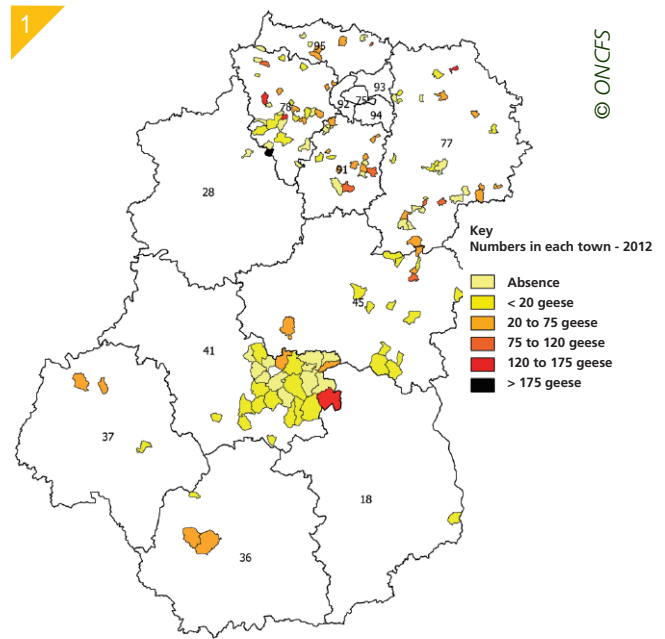 1
© ONCFS
95
93
78
92
75
94
77
91
28
Key
Numbers in each town - 2012
Absence
< 20 geese
20 to 75 geese
75 to 120 geese
120 to 175 geese
> 175 geese
45
41
37
18
36